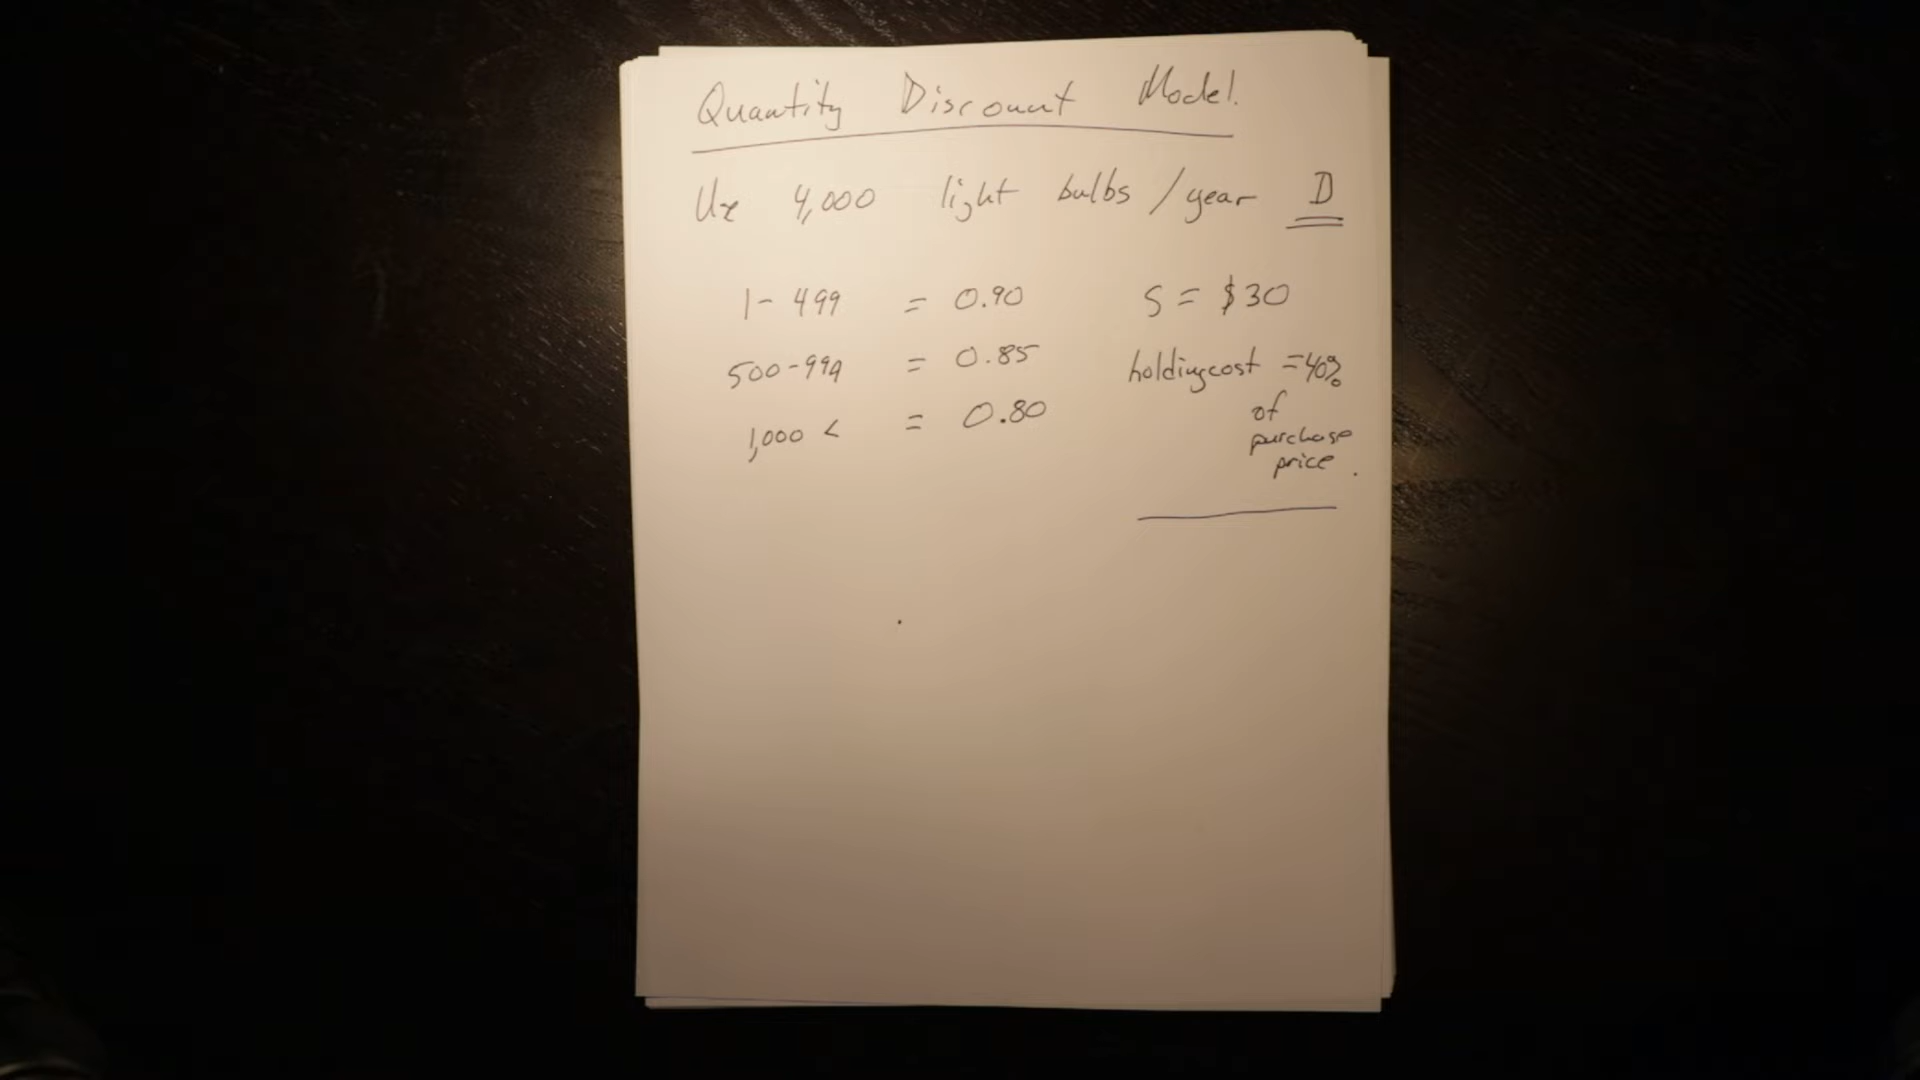 Quantity Discount Model.
Use 4,000 light bulbs / year D
1 - 499 = 0.90 S = $30
500 - 999 = 0.85 holding cost = 40%
1,000 < = 0.80 of
purchase
price.